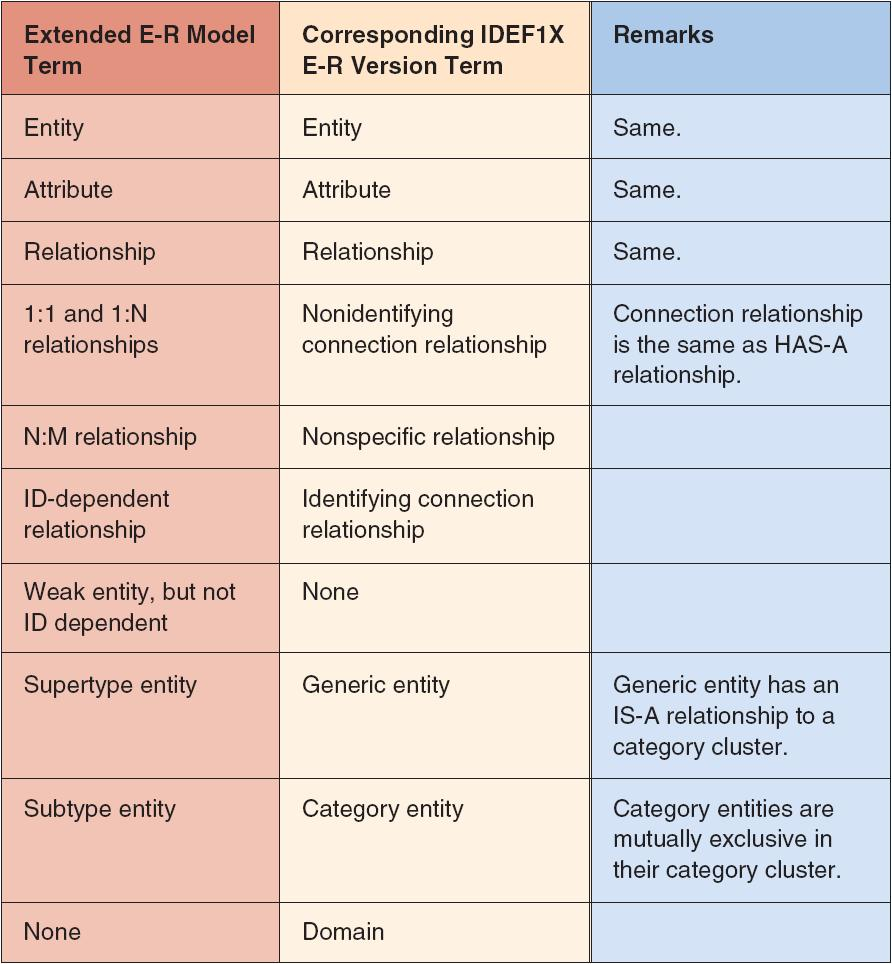 Extended E-R Model
Term
Corresponding IDEF1X
E-R Version Term
Remarks
Entity
Entity
Same.
Attribute
Attribute
Same.
Relationship
Relationship
Same.
1:1 and 1:N
relationships
Nonidentifying
connection relationship
Connection relationship
is the same as HAS-A
relationship.
N:M relationship
Nonspecific relationship
ID-dependent
relationship
Identifying connection
relationship
Weak entity, but not
ID dependent
None
Supertype entity
Generic entity
Generic entity has an
IS-A relationship to a
category cluster.
Subtype entity
Category entity
Category entities are
mutually exclusive in
their category cluster.
None
Domain